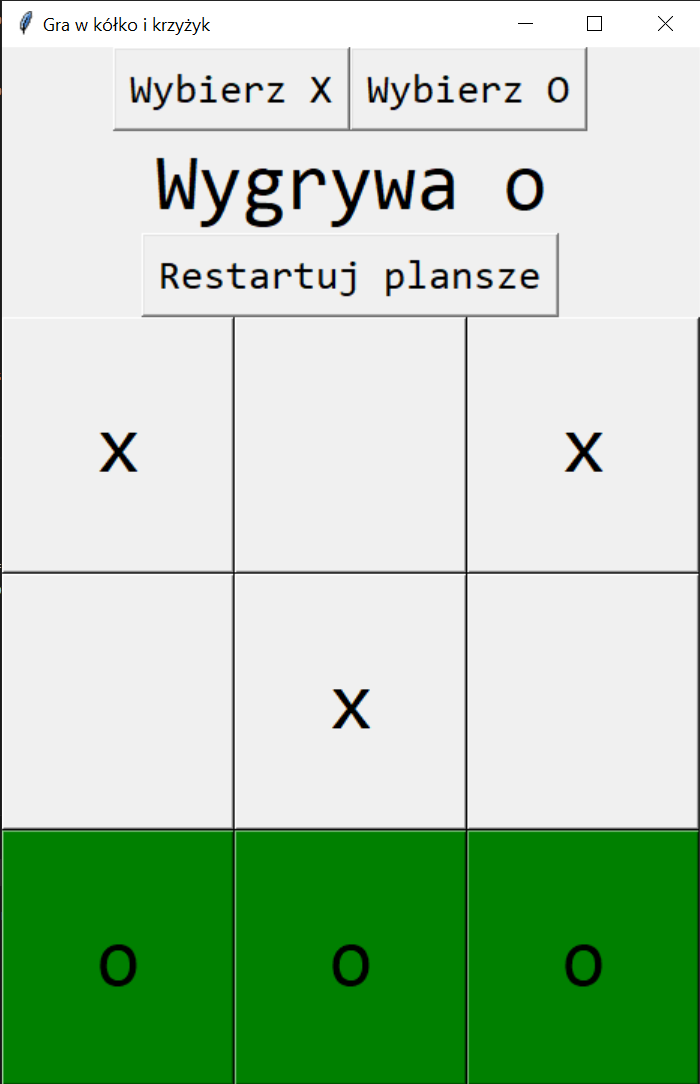 Gra w kółko i krzyżyk
Wybierz X Wybierz O
Wygrywa o
Restartuj plansze
x x
x
o o o